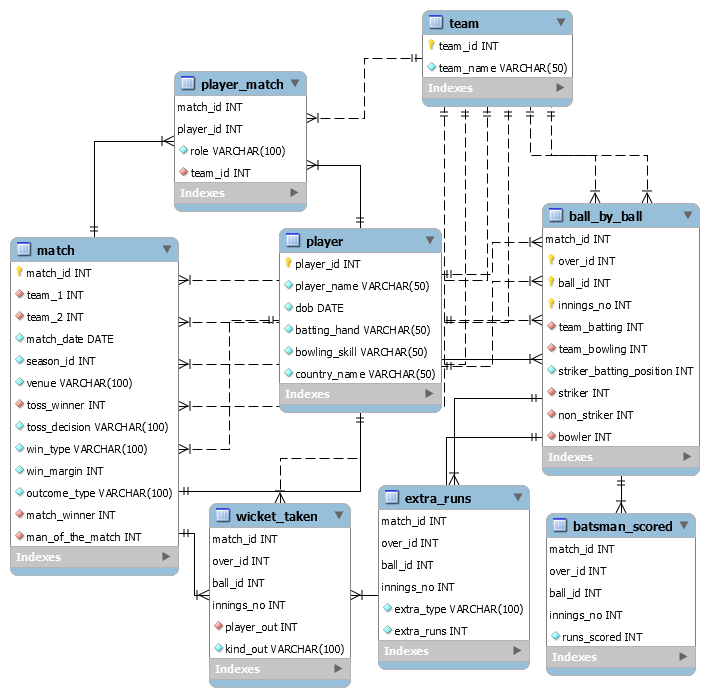 team
team_id INT
team_name VARCHAR(50)
Indexes
player_match
match_id INT
player_id INT
role VARCHAR(100)
team_id INT
Indexes
match
match_id INT
team_1 INT
team_2 INT
match_date DATE
season_id INT
venue VARCHAR(100)
toss_winner INT
toss_decision VARCHAR(100)
win_type VARCHAR(100)
win_margin INT
outcome_type VARCHAR(100)
match_winner INT
man_of_the_match INT
Indexes
player
player_id INT
player_name VARCHAR(50)
dob DATE
batting_hand VARCHAR(50)
bowling_skill VARCHAR(50)
country_name VARCHAR(50)
Indexes
ball_by_ball
match_id INT
over_id INT
ball_id INT
innings_no INT
team_batting INT
team_bowling INT
striker_batting_position INT
striker INT
non_striker INT
bowler INT
Indexes
wicket_taken
match_id INT
over_id INT
ball_id INT
innings_no INT
player_out INT
kind_out VARCHAR(100)
Indexes
extra_runs
match_id INT
over_id INT
ball_id INT
innings_no INT
extra_type VARCHAR(100)
extra_runs INT
Indexes
batsman_scored
match_id INT
over_id INT
ball_id INT
innings_no INT
runs_scored INT
Indexes